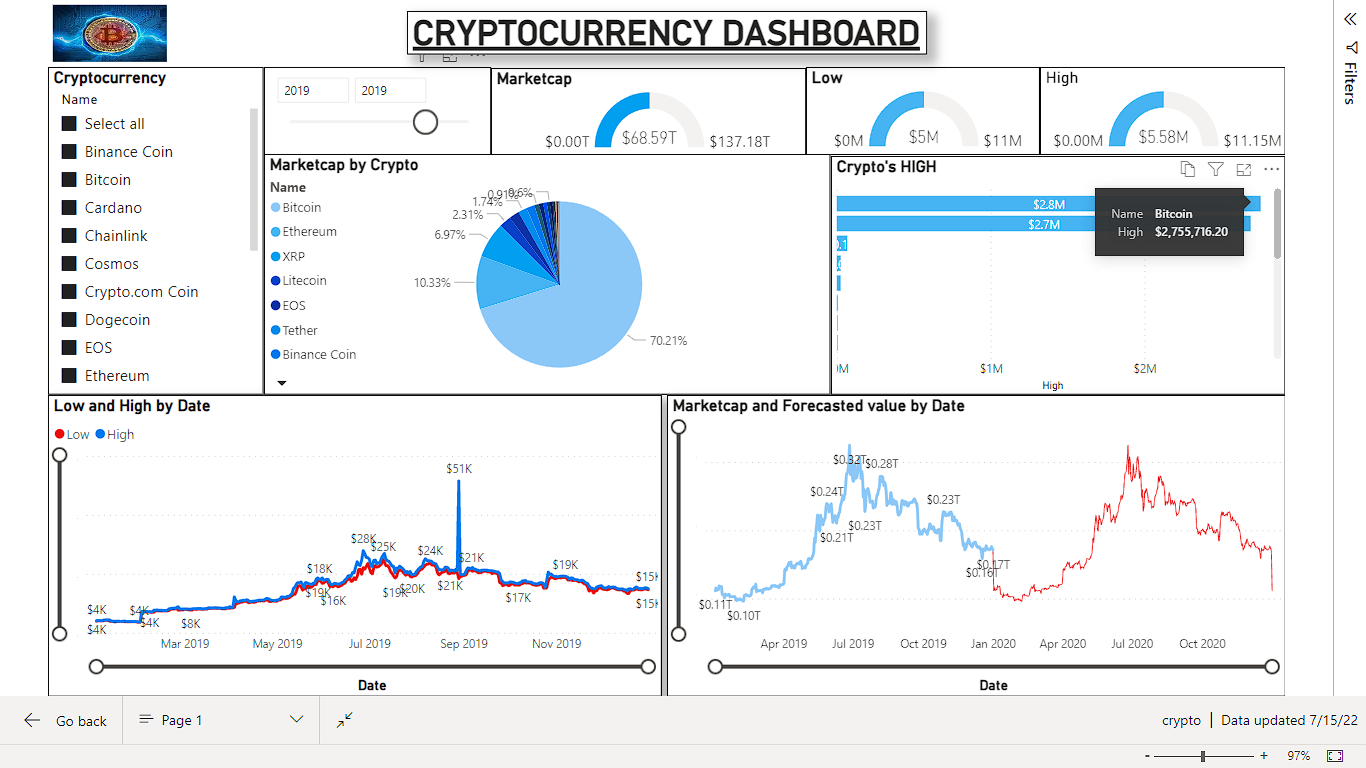 CRYPTOCURRENCY DASHBOARD
Filters
Cryptocurrency
Name
Select all
Binance Coin
Bitcoin
Cardano
Chainlink
Cosmos
Crypto.com Coin
Dogecoin
EOS
Ethereum
2019 2019
Marketcap
$0.00T $68.59T $137.18T
Low
$0M $5M $11M
High
$0.00M $5.58M $11.15M
Marketcap by Crypto
Name
Bitcoin
Ethereum
XRP
Litecoin
EOS
Tether
Binance Coin
0.91%
1.74%
2.31%
6.97%
10.33%
70.21%
Crypto's HIGH
$2.8M
$2.7M
Name Bitcoin
High $2,755,716.20
$1M $2M
High
Low and High by Date
Low High
$51K
$28K
$25K
$24K
$21K
$18K
$19K
$16K
$19K
$20K
$21K
$17K
$19K
$15K
$15K
$4K
$4K
$4K
$4K
$8K
Mar 2019 May 2019 Jul 2019 Sep 2019 Nov 2019
Date
Marketcap and Forecasted value by Date
$0.32T
$0.28T
$0.24T
$0.23T
$0.21T
$0.23T
$0.17T
$0.16T
$0.11T
$0.10T
Apr 2019 Jul 2019 Oct 2019 Jan 2020 Apr 2020 Jul 2020 Oct 2020
Date
Go back
Page 1
crypto | Data updated 7/15/22
- + 97%